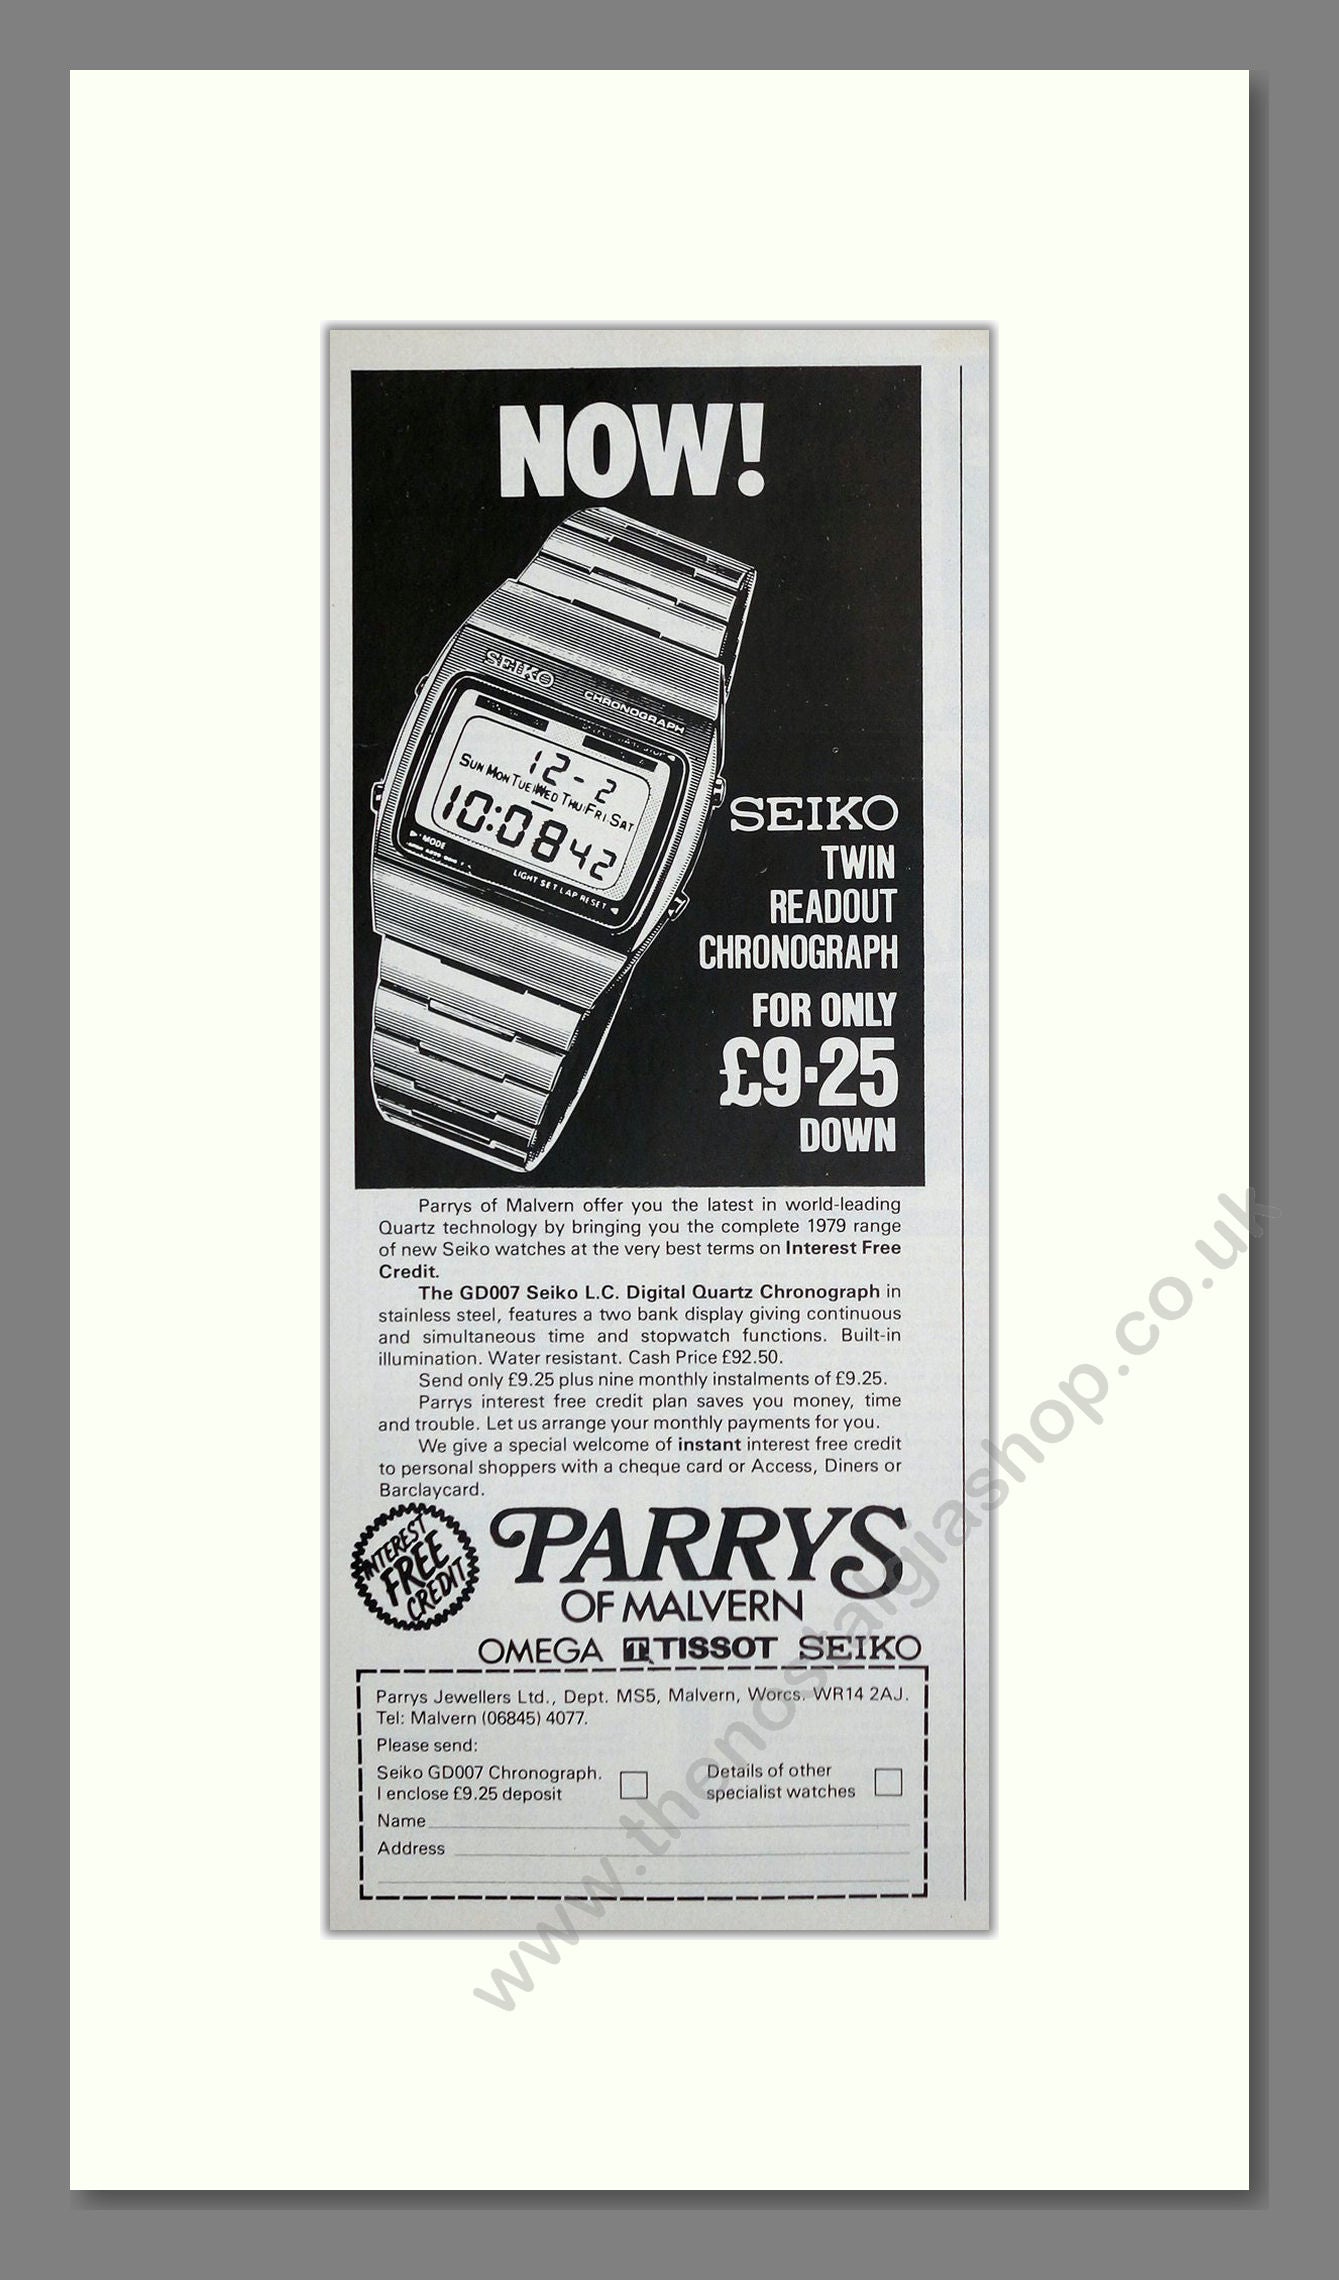 NOW!
SEIKO
CHRONOGRAPH
12-2
SUN MON TUE WED THU FRI SAT
10:08 42
MODE
LIGHT SET LAP RESET
SEIKO
TWIN
READOUT
CHRONOGRAPH
FOR ONLY
£9·25
DOWN
Parrys of Malvern offer you the latest in world-leading
Quartz technology by bringing you the complete 1979 range
of new Seiko watches at the very best terms on Interest Free
Credit.
The GD007 Seiko L.C. Digital Quartz Chronograph in
stainless steel, features a two bank display giving continuous
and simultaneous time and stopwatch functions. Built-in
illumination. Water resistant. Cash Price £92.50.
Send only £9.25 plus nine monthly instalments of £9.25.
Parrys interest free credit plan saves you money, time
and trouble. Let us arrange your monthly payments for you.
We give a special welcome of instant interest free credit
to personal shoppers with a cheque card or Access, Diners or
Barclaycard.
INTEREST
FREE
CREDIT
PARRYS
OF MALVERN
OMEGA T TISSOT SEIKO
Parrys Jewellers Ltd., Dept. MS5, Malvern, Worcs. WR14 2AJ.
Tel: Malvern (06845) 4077.
Please send:
Seiko GD007 Chronograph.
I enclose £9.25 deposit
Details of other
specialist watches
Name
Address
www.thenostalgiashop.co.uk